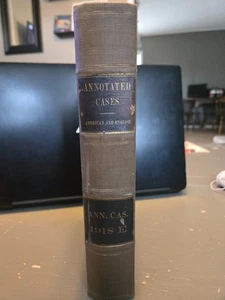 ANNOTATED
CASES
AMERICAN AND ENGLISH
ANN. CAS.
1918 E